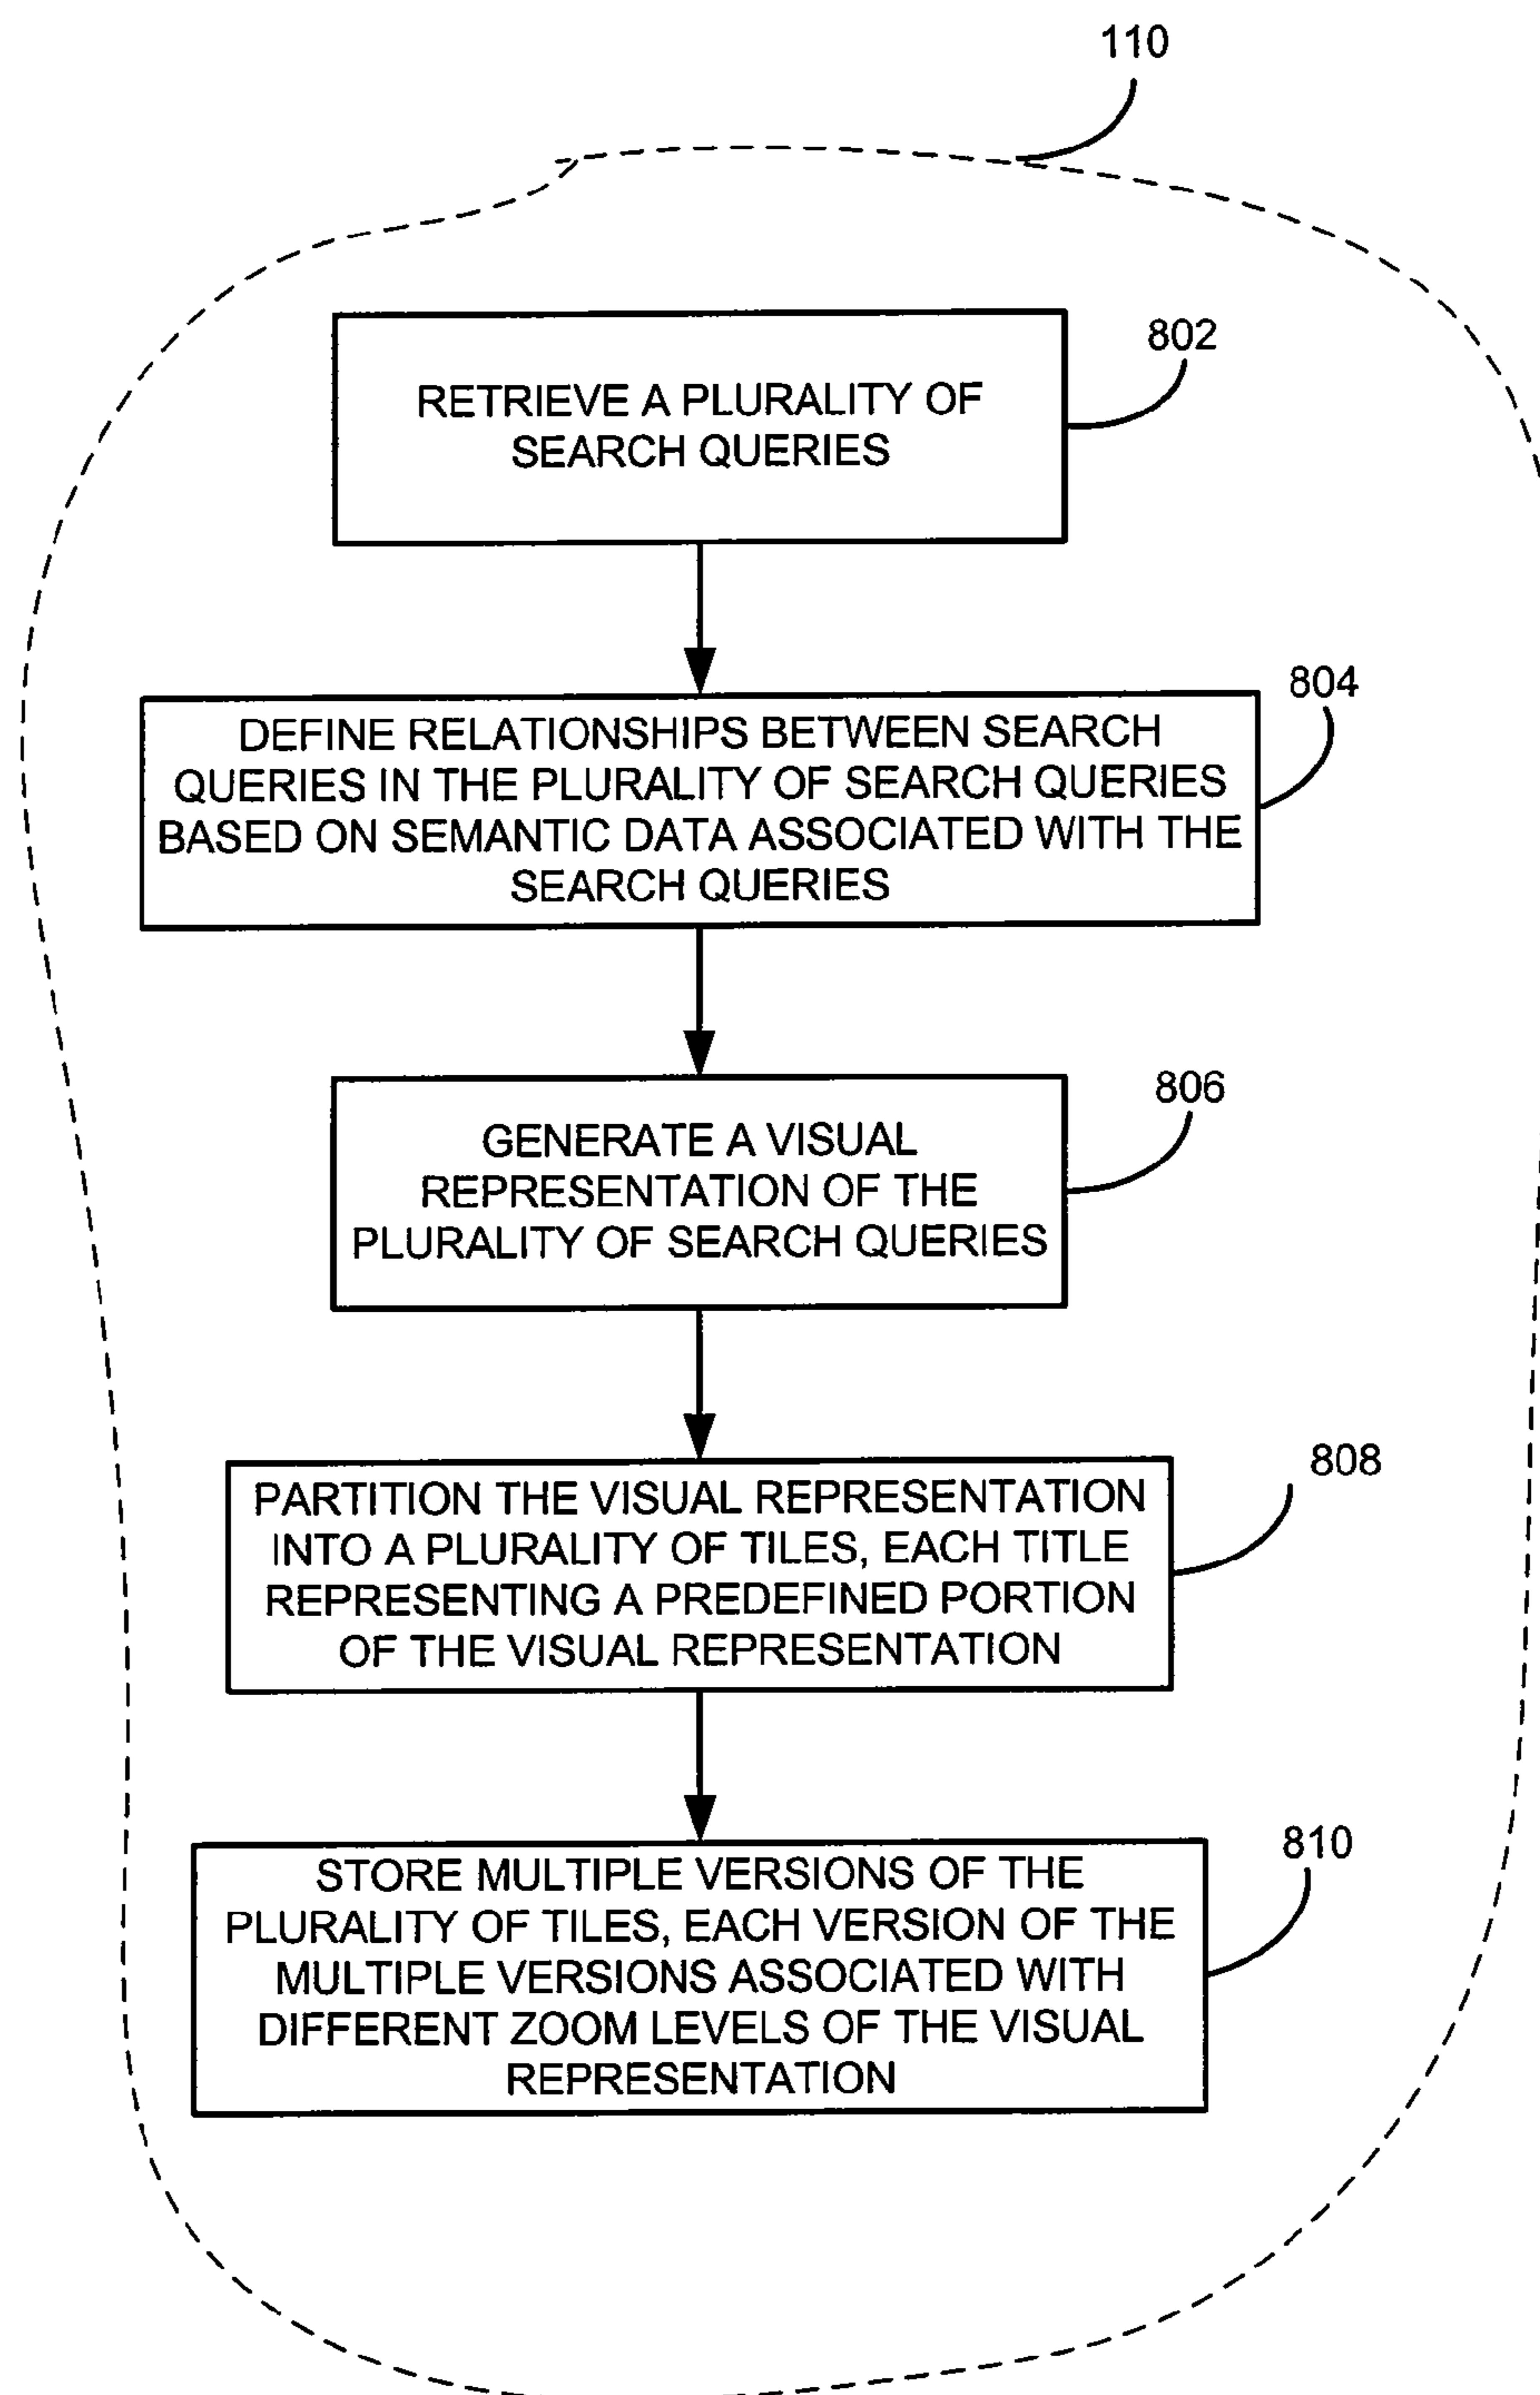 110
802
RETRIEVE A PLURALITY OF
SEARCH QUERIES
804
DEFINE RELATIONSHIPS BETWEEN SEARCH
QUERIES IN THE PLURALITY OF SEARCH QUERIES
BASED ON SEMANTIC DATA ASSOCIATED WITH THE
SEARCH QUERIES
806
GENERATE A VISUAL
REPRESENTATION OF THE
PLURALITY OF SEARCH QUERIES
808
PARTITION THE VISUAL REPRESENTATION
INTO A PLURALITY OF TILES, EACH TITLE
REPRESENTING A PREDEFINED PORTION
OF THE VISUAL REPRESENTATION
810
STORE MULTIPLE VERSIONS OF THE
PLURALITY OF TILES, EACH VERSION OF THE
MULTIPLE VERSIONS ASSOCIATED WITH
DIFFERENT ZOOM LEVELS OF THE VISUAL
REPRESENTATION